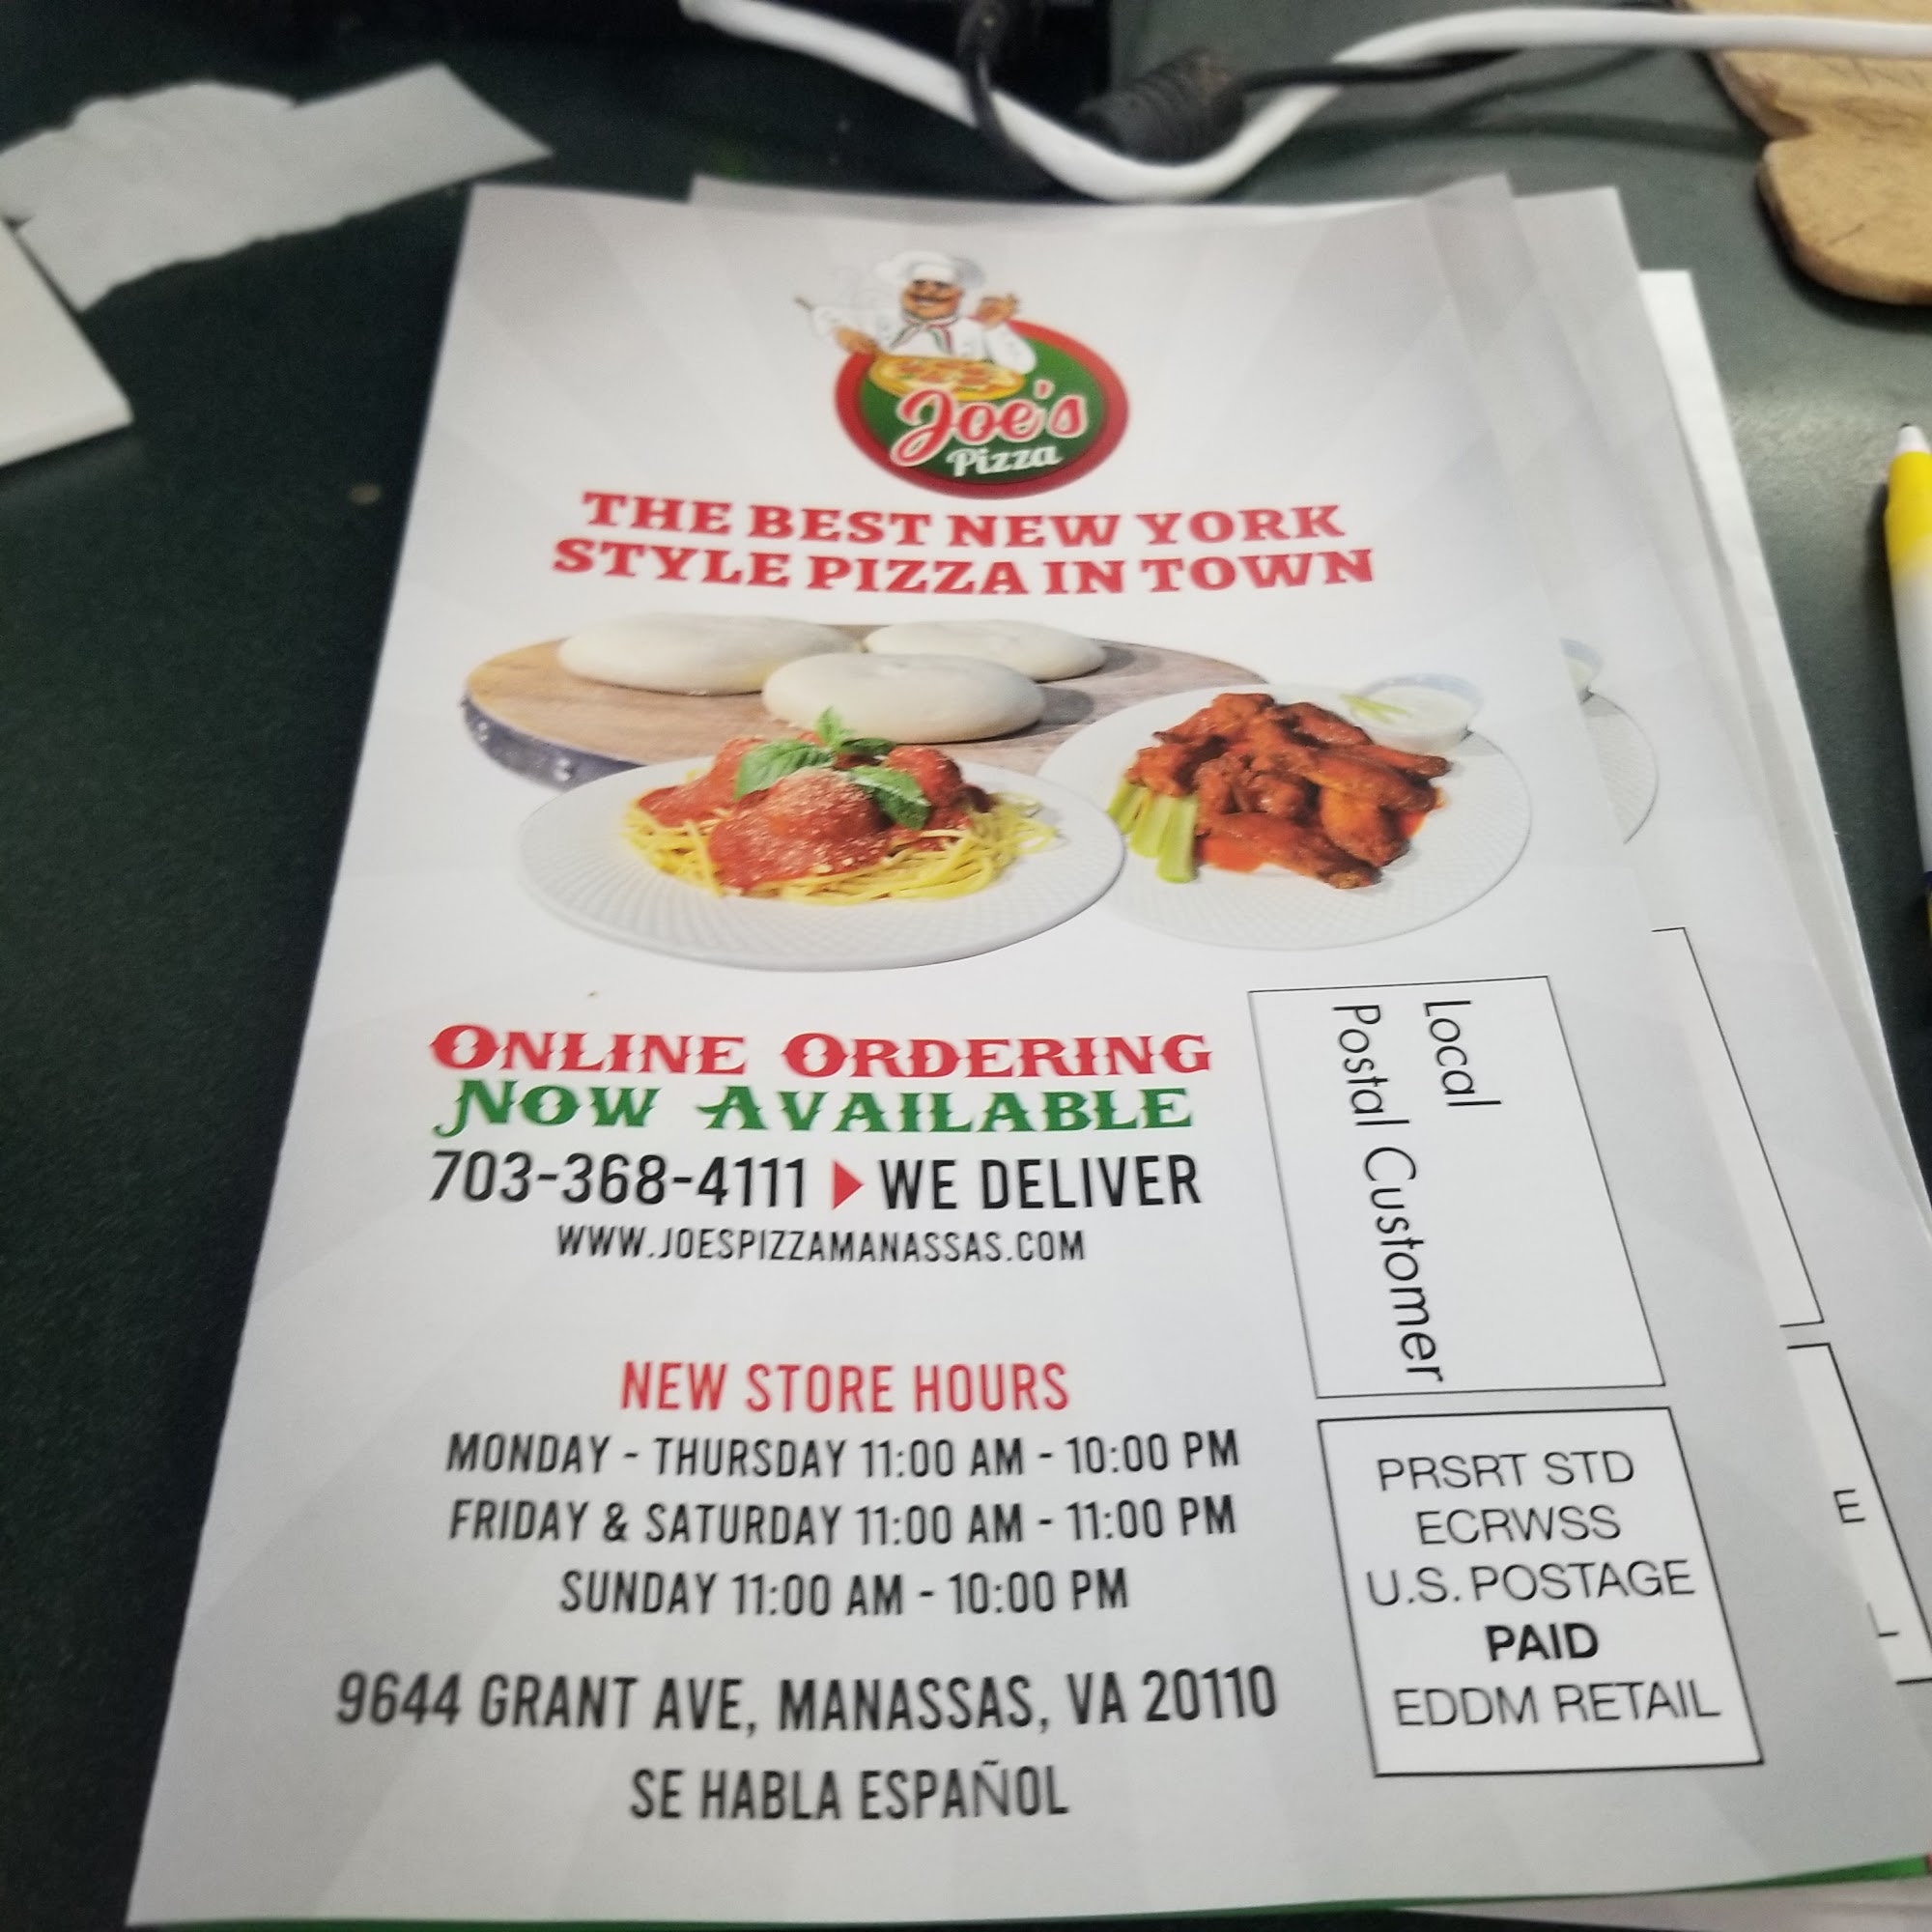 Joe's
Pizza
THE BEST NEW YORK
STYLE PIZZA IN TOWN
ONLINE ORDERING
NOW AVAILABLE
703-368-4111 WE DELIVER
WWW.JOESPIZZAMANASSAS.COM
NEW STORE HOURS
MONDAY - THURSDAY 11:00 AM - 10:00 PM
FRIDAY & SATURDAY 11:00 AM - 11:00 PM
SUNDAY 11:00 AM - 10:00 PM
9644 GRANT AVE, MANASSAS, VA 20110
SE HABLA ESPAÑOL
Local
Postal Customer
PRSRT STD
ECRWSS
U.S. POSTAGE
PAID
EDDM RETAIL
E
L